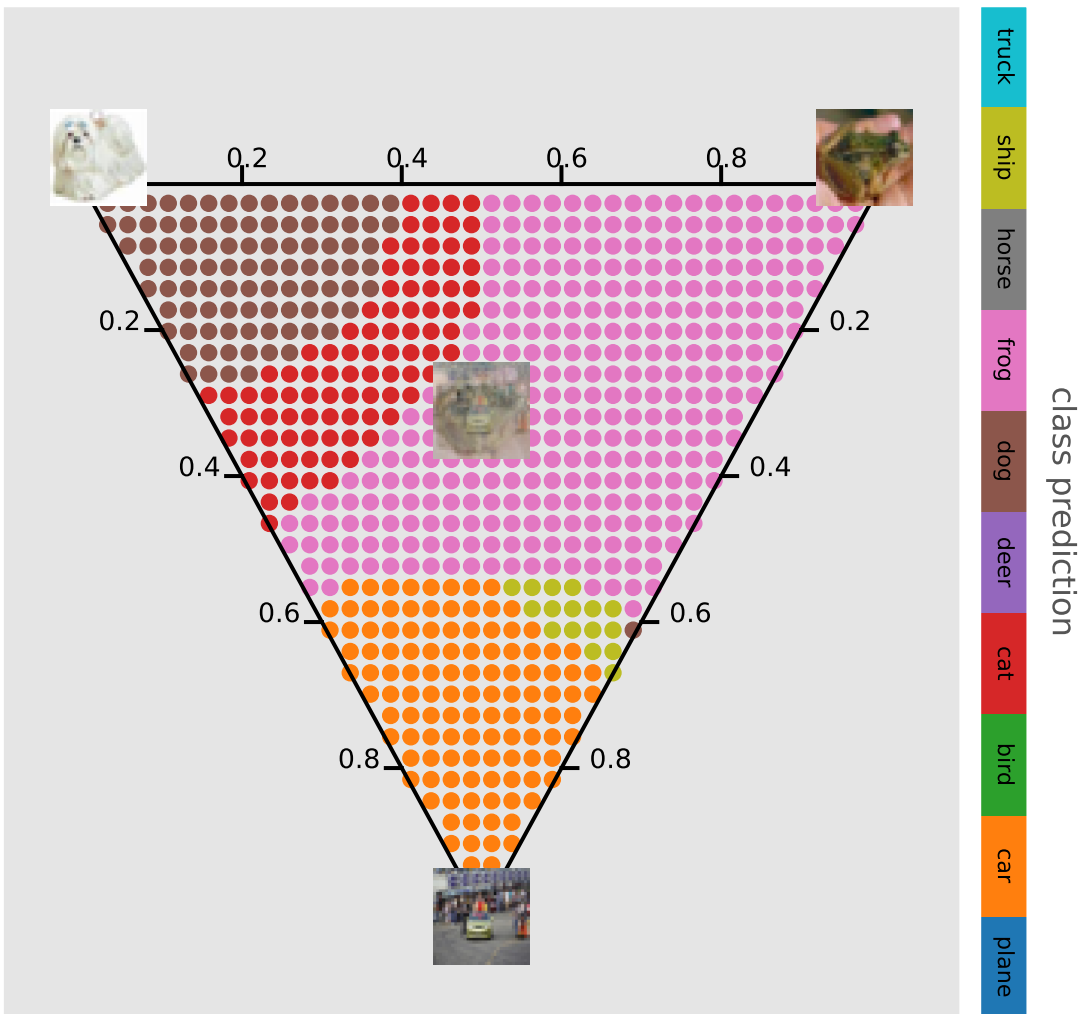 0.2 0.4 0.6 0.8
0.2 0.2
0.4 0.4
0.6 0.6
0.8 0.8
truck
ship
horse
frog
dog
deer
cat
bird
car
plane
class prediction